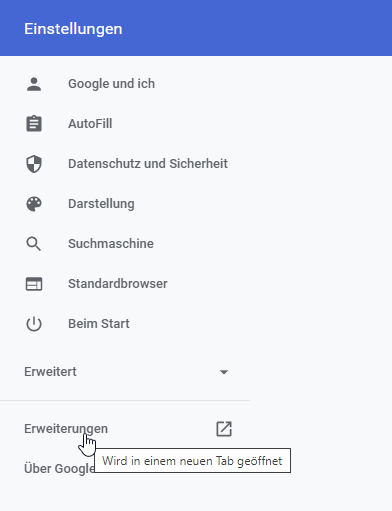 Einstellungen
Google und ich
AutoFill
Datenschutz und Sicherheit
Darstellung
Suchmaschine
Standardbrowser
Beim Start
Erweitert
Erweiterungen
Wird in einem neuen Tab geöffnet
Über Google